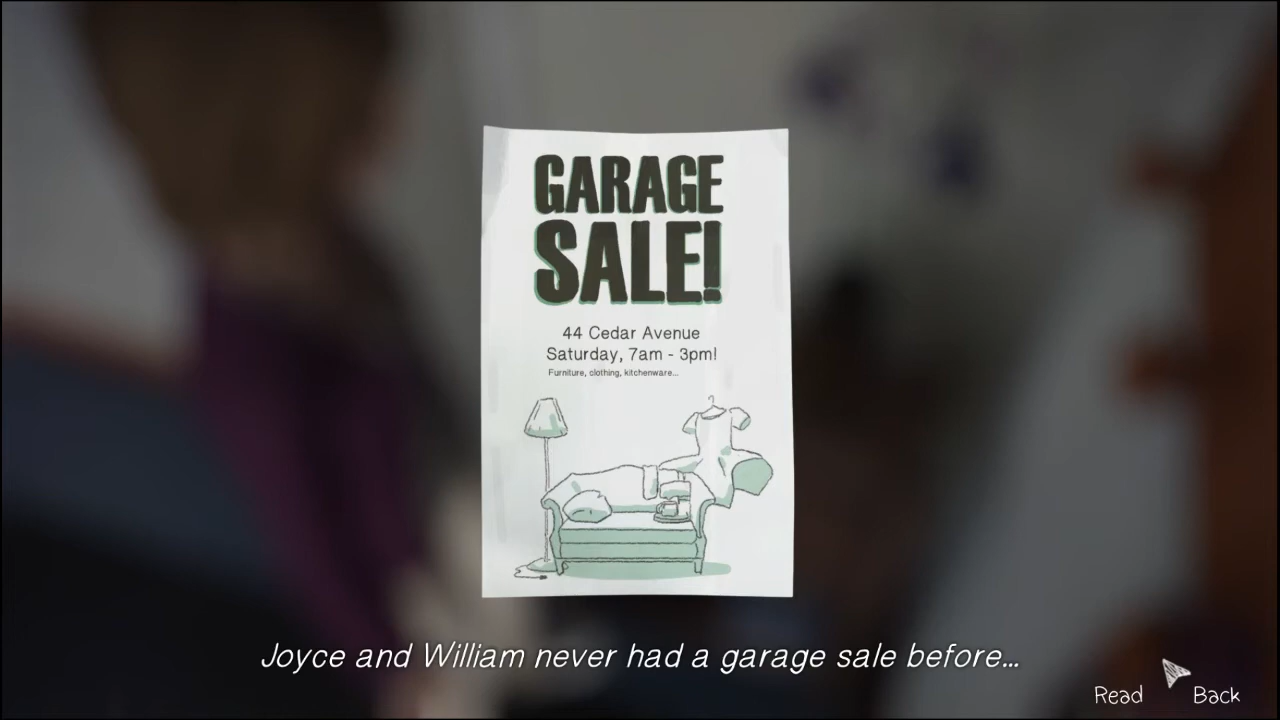 GARAGE
SALE!
44 Cedar Avenue
Saturday, 7am - 3pm!
Furniture, clothing, kitchenware...
Joyce and William never had a garage sale before...
Read
Back